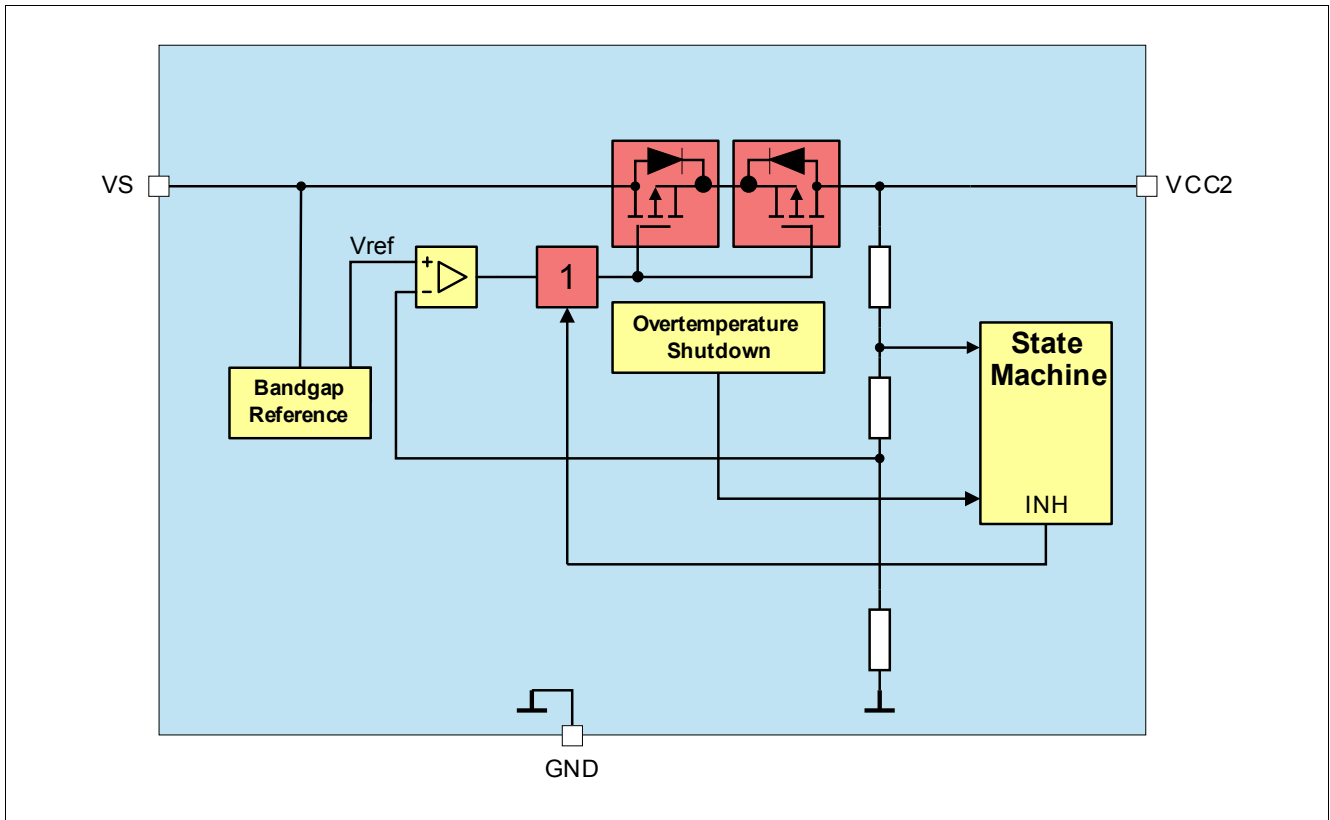 VS
VCC2
Vref
+
-
1
Overtemperature
Shutdown
State
Machine
Bandgap
Reference
INH
GND